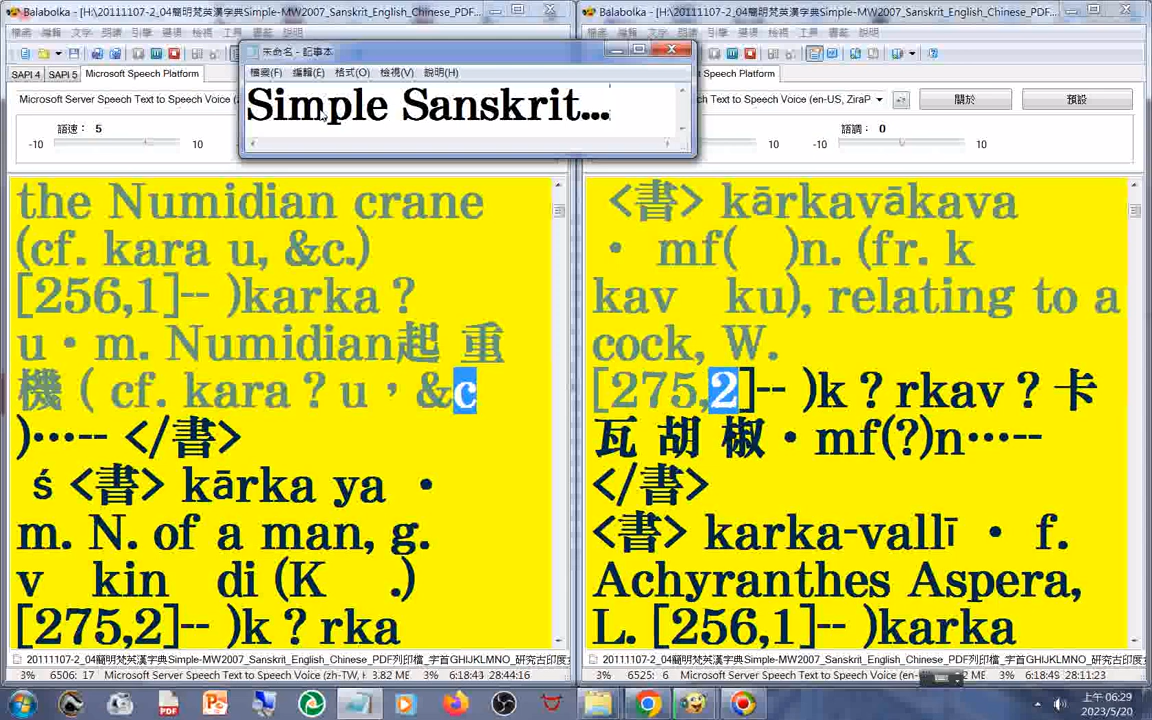 Balabolka - [H:\20111107-2_04簡明梵英漢字典Simple-MW2007_Sanskrit_English_Chinese_PDF...
Balabolka - [H:\20111107-2_04簡明梵英漢字典Simple-MW2007_Sanskrit_English_Chinese_PDF...
未命名 - 記事本
檔案(F) 編輯(E) 格式(O) 檢視(V) 說明(H)
Simple Sanskrit...
SAPI 4 SAPI 5 Microsoft Speech Platform
Speech Platform
Microsoft Server Speech Text to Speech Voice (
Text to Speech Voice (en-US, ZiraP
關於 預設
語速： 5
語調： 0
-10 10 10 -10 10
the Numidian crane
(cf. kara u, &c.)
[256,1]-- )karka？
u‧m. Numidian起 重
機（ cf. kara？u，&c
)…-- </書>
ś <書> kārka ya ‧
m. N. of a man, g.
v kin di (K .)
[275,2]-- )k？rka
<書> kārkavākava
‧ mf( )n. (fr. k
kav ku), relating to a
cock, W.
[275,2]-- )k？rkav？卡
瓦 胡 椒‧mf(?)n…--
</書>
<書> karka-vallī ‧ f.
Achyranthes Aspera,
L. [256,1]-- )karka
20111107-2_04簡明梵英漢字典Simple-MW2007_Sanskrit_English_Chinese_PDF列印檔_字首GHIJKLMNO_研究古印度
20111107-2_04簡明梵英漢字典Simple-MW2007_Sanskrit_English_Chinese_PDF列印檔_字首GHIJKLMNO_研究古印度
3% 6506: 17 Microsoft Server Speech Text to Speech Voice (zh-TW, H 3.82 ME 3% 6:18:43 28:44:16
3% 6525: 6 Microsoft Server Speech Text to Speech Voice (en- 3% 6:18:45 28:11:23
上午 06:29
2023/5/20